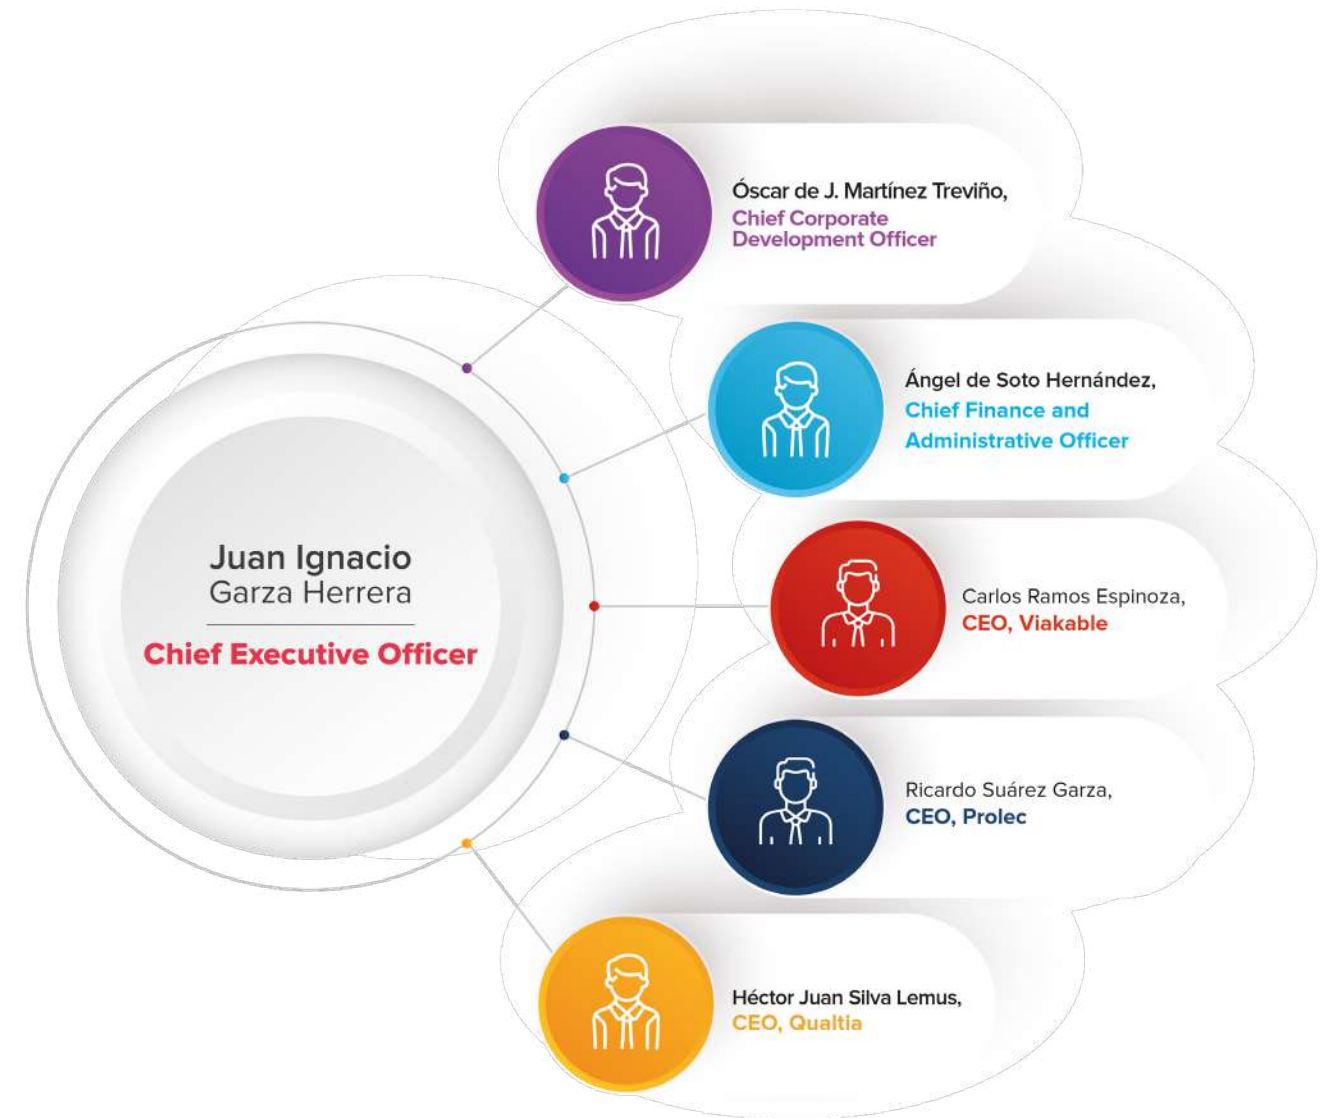 Óscar de J. Martínez Treviño,
Chief Corporate
Development Officer
Ángel de Soto Hernández,
Chief Finance and
Administrative Officer
Juan Ignacio
Garza Herrera
Chief Executive Officer
Carlos Ramos Espinoza,
CEO, Viakable
Ricardo Suárez Garza,
CEO, Prolec
Héctor Juan Silva Lemus,
CEO, Qualtia